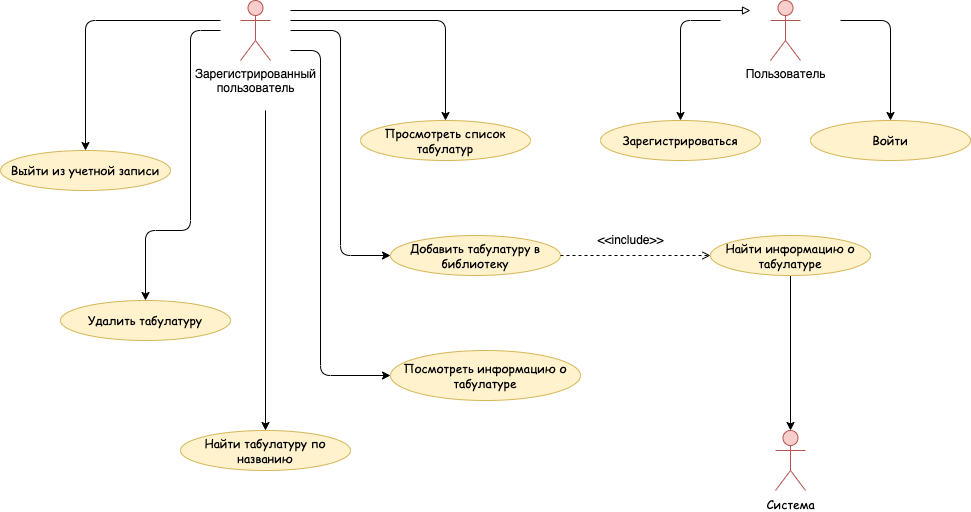 Зарегистрированный
пользователь
Пользователь
Просмотреть список
табулатур
Зарегистрироваться
Войти
Выйти из учетной записи
Добавить табулатуру в
библиотеку
<<include>>
Найти информацию о
табулатуре
Удалить табулатуру
Посмотреть информацию о
табулатуре
Найти табулатуру по
названию
Система